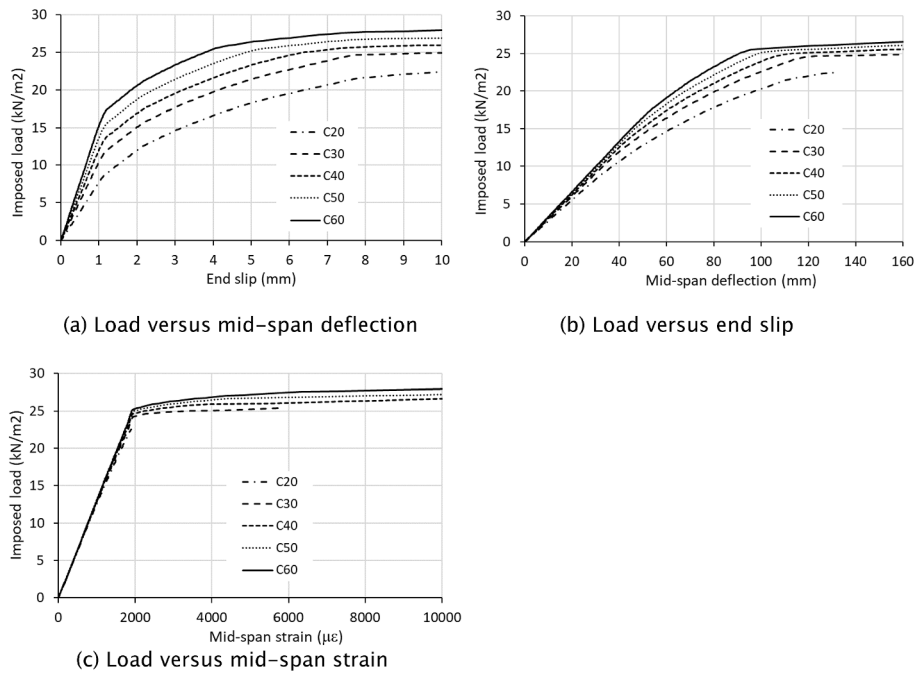 30
25
20
15
10
5
0
Imposed load (kN/m2)
C20
C30
C40
C50
C60
0 1 2 3 4 5 6 7 8 9 10
End slip (mm)
(a) Load versus mid-span deflection
30
25
20
15
10
5
0
Imposed load (kN/m2)
C20
C30
C40
C50
C60
0 20 40 60 80 100 120 140 160
Mid-span deflection (mm)
(b) Load versus end slip
30
25
20
15
10
5
0
Imposed load (kN/m2)
C20
C30
C40
C50
C60
0 2000 4000 6000 8000 10000
Mid-span strain (με)
(c) Load versus mid-span strain